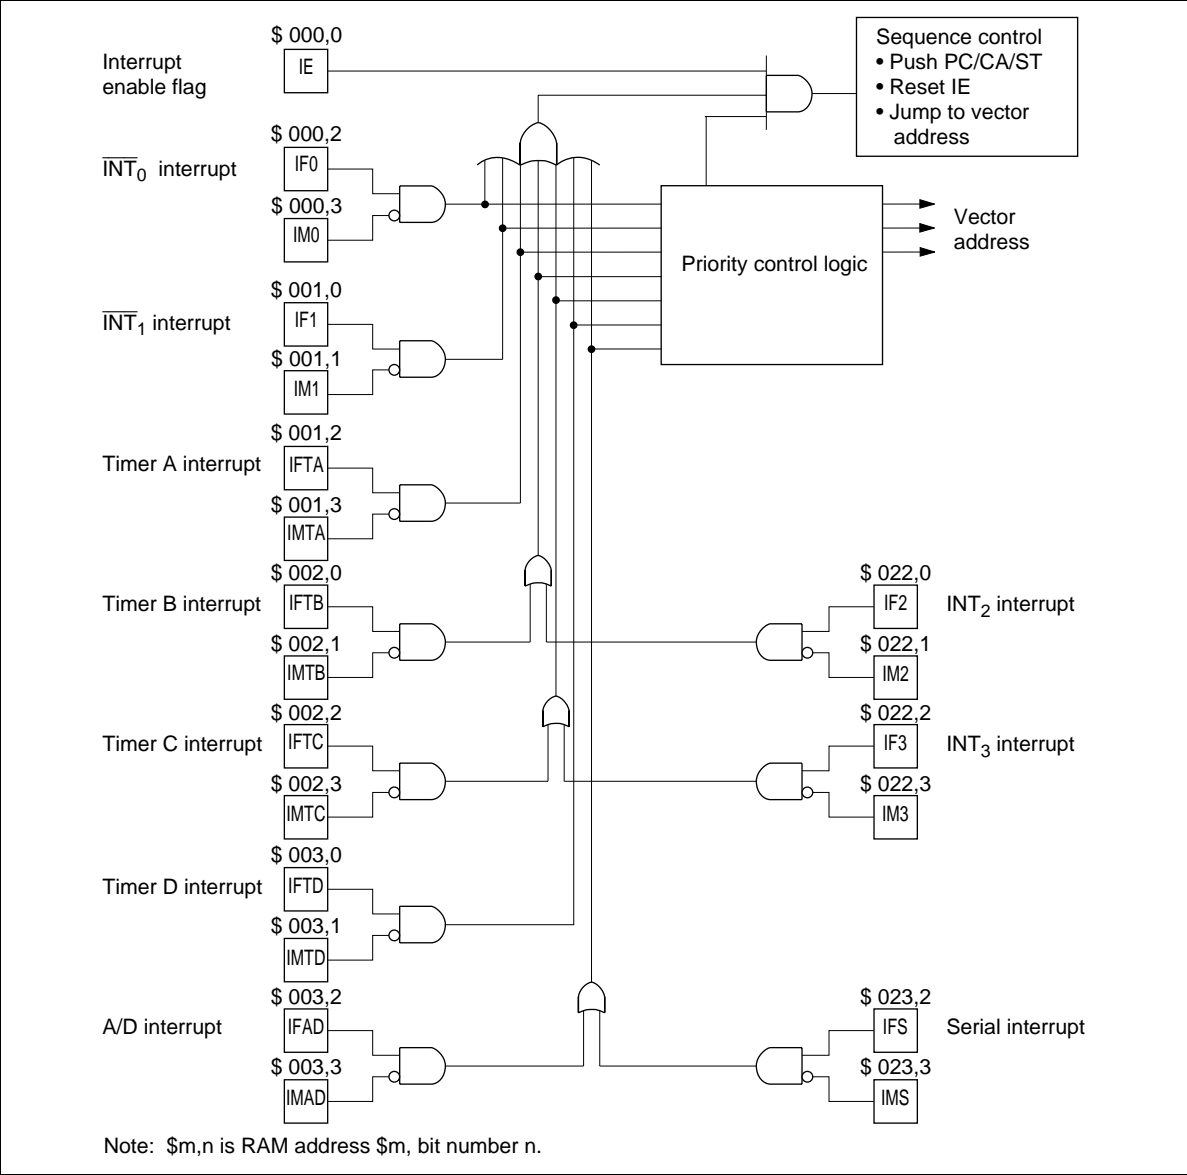 $ 000,0
Interrupt
enable flag
IE
Sequence control
• Push PC/CA/ST
• Reset IE
• Jump to vector
address
$ 000,2
INT0 interrupt
IF0
$ 000,3
IM0
Priority control logic
Vector
address
$ 001,0
INT1 interrupt
IF1
$ 001,1
IM1
$ 001,2
Timer A interrupt
IFTA
$ 001,3
IMTA
$ 002,0
Timer B interrupt
IFTB
$ 002,1
IMTB
$ 022,0
IF2
INT2 interrupt
$ 022,1
IM2
$ 002,2
Timer C interrupt
IFTC
$ 002,3
IMTC
$ 022,2
IF3
INT3 interrupt
$ 022,3
IM3
$ 003,0
Timer D interrupt
IFTD
$ 003,1
IMTD
$ 003,2
A/D interrupt
IFAD
$ 003,3
IMAD
$ 023,2
IFS
Serial interrupt
$ 023,3
IMS
Note: $m,n is RAM address $m, bit number n.